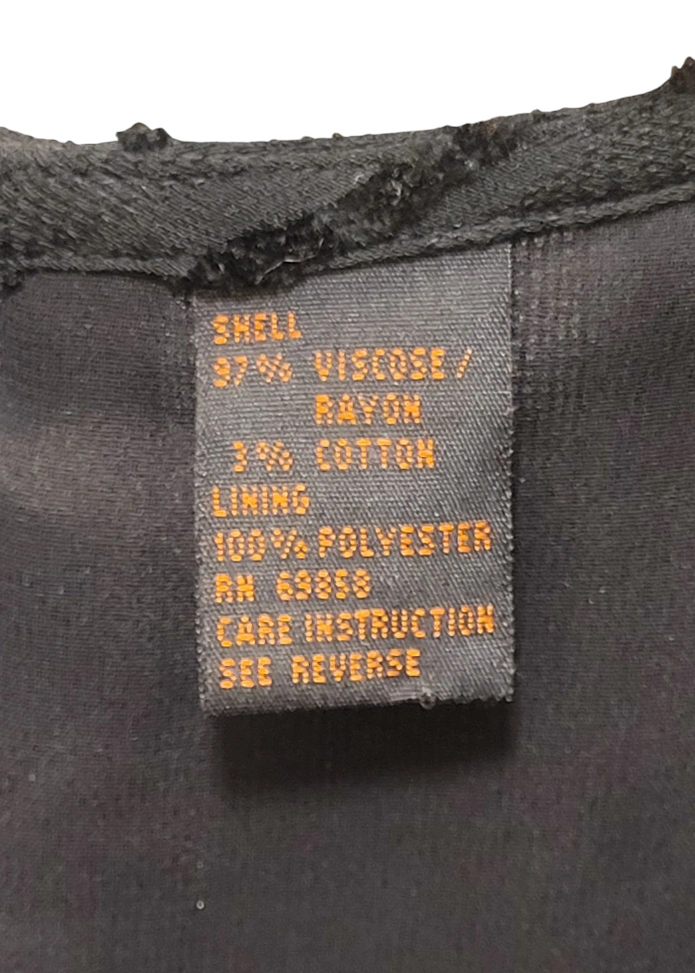 SHELL
97% VISCOSE/
RAYON
3% COTTON
LINING
100% POLYESTER
RN 69858
CARE INSTRUCTION
SEE REVERSE